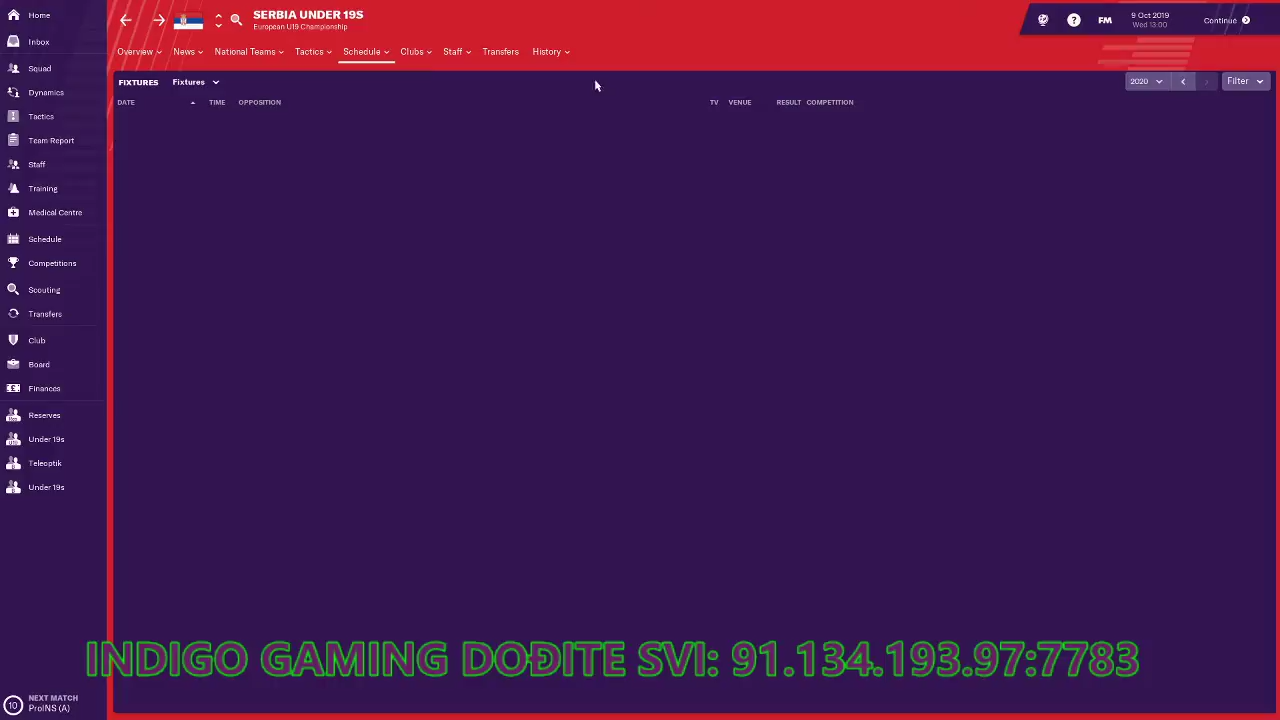 Home
SERBIA UNDER 19S
European U19 Championship
FM
9 Oct 2019
Wed 13:00
Continue
Inbox
Overview
News
National Teams
Tactics
Schedule
Clubs
Staff
Transfers
History
Squad
FIXTURES
Fixtures
2020
Filter
DATE
TIME
OPPOSITION
TV
VENUE
RESULT
COMPETITION
Dynamics
Tactics
Team Report
Staff
Training
Medical Centre
Schedule
Competitions
Scouting
Transfers
Club
Board
Finances
Reserves
Under 19s
Teleoptik
Under 19s
INDIGO GAMING DOĐITE SVI: 91.134.193.97:7783
10
NEXT MATCH
ProlNS (A)